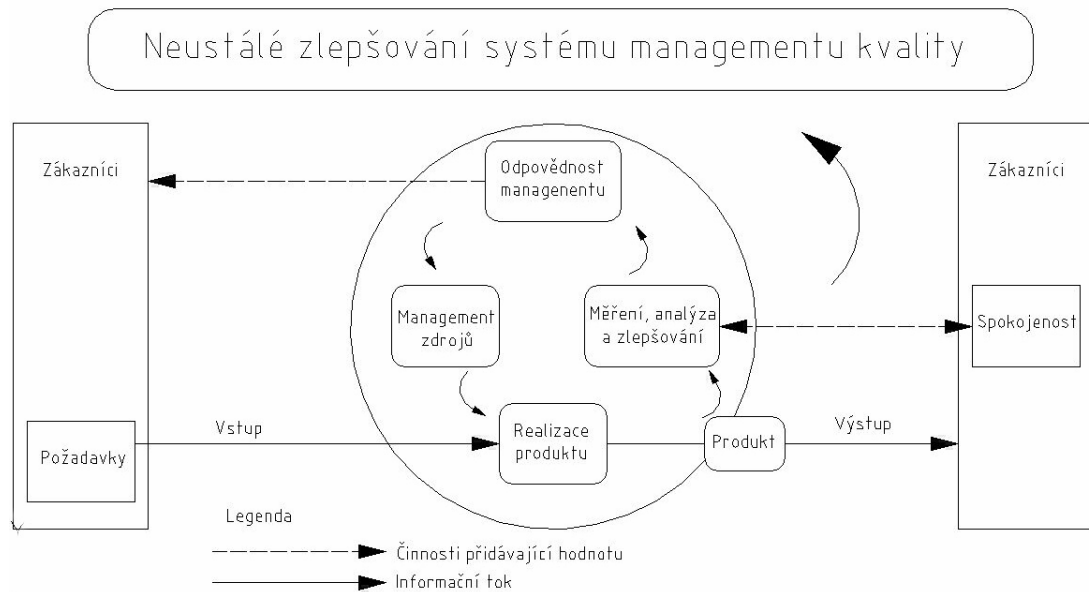 Neustálé zlepšování systému managementu kvality
Zákazníci
Odpovědnost
managenentu
Zákazníci
Management
zdrojů
Měření, analýza
a zlepšování
Spokojenost
Požadavky
Vstup
Realizace
produktu
Produkt
Výstup
Legenda
Činnosti přidávající hodnotu
Informační tok